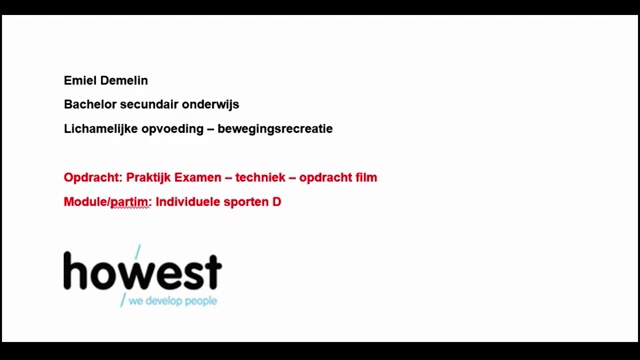 Emiel Demelin
Bachelor secundair onderwijs
Lichamelijke opvoeding – bewegingsrecreatie
Opdracht: Praktijk Examen – techniek – opdracht film
Module/partim: Individuele sporten D
howest
we develop people